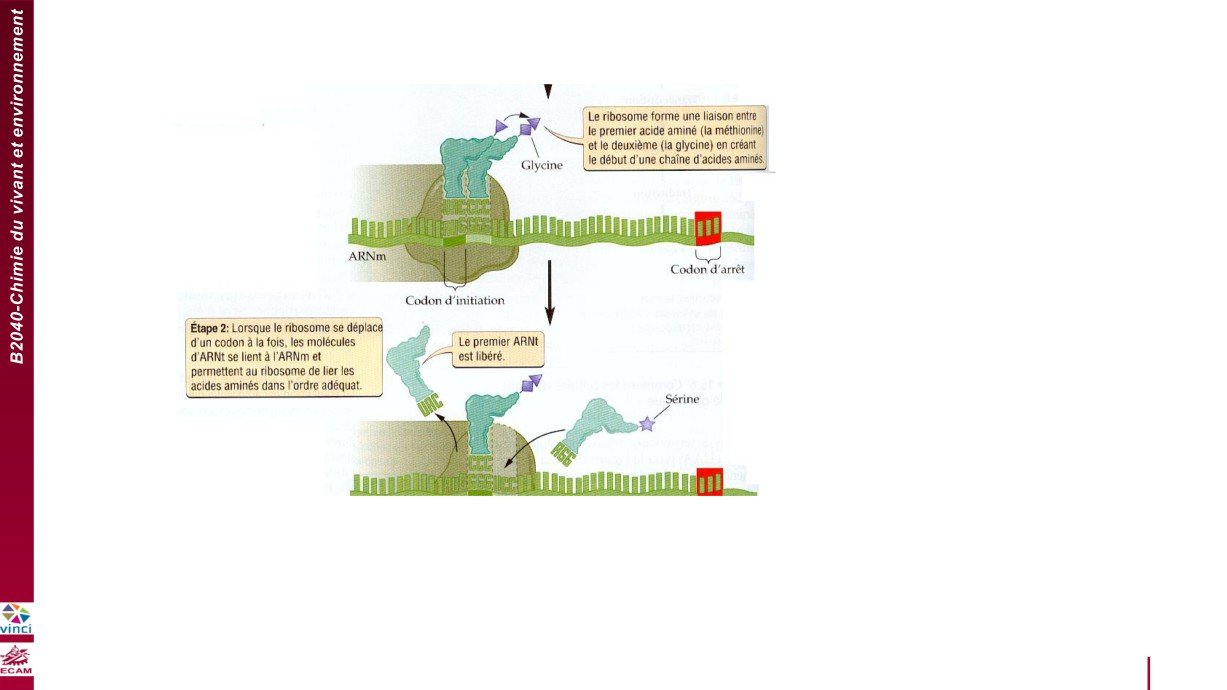 B2040-Chimie du vivant et environnement
Le ribosome forme une liaison entre
le premier acide aminé (la méthionine)
et le deuxième (la glycine) en créant
le début d'une chaîne d'acides aminés.
Glycine
ARNm
Codon d'arrêt
Codon d'initiation
Étape 2: Lorsque le ribosome se déplace
d'un codon à la fois, les molécules
d'ARNt se lient à l'ARNm et
permettent au ribosome de lier les
acides aminés dans l'ordre adéquat.
Le premier ARNt
est libéré.
UAC
Sérine
AGG
vinci
ECAM